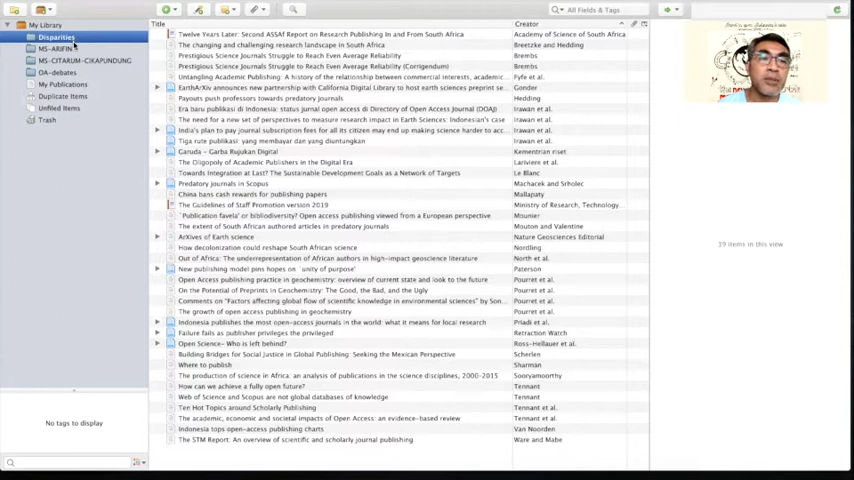 All Fields & Tags
My Library
Disparities
MS-ARIFIN
MS-CITARUM-CIKAPUNDUNG
OA-debates
My Publications
Duplicate Items
Unfiled Items
Trash
Title Creator
Twelve Years Later: Second ASSAf Report on Research Publishing In and From South Africa Academy of Science of South Africa
The changing and challenging research landscape in South Africa Breetzke and Hedding
Prestigious Science Journals Struggle to Reach Even Average Reliability Brembs
Prestigious Science Journals Struggle to Reach Even Average Reliability (Corrigendum) Brembs
Untangling Academic Publishing: A history of the relationship between commercial interests, academic... Fyfe et al.
EarthArXiv announces new partnership with California Digital Library to host earth sciences preprint se... Gonder
Payouts push professors towards predatory journals Hedding
Era baru publikasi di Indonesia: status jurnal open access di Directory of Open Access Journal (DOAJ) Irawan et al.
The need for a new set of perspectives to measure research impact in Earth Sciences: Indonesian's case Irawan et al.
India's plan to pay journal subscription fees for all its citizen may end up making science harder to acc... Irawan et al.
Tiga rute publikasi: yang membayar dan yang diuntungkan Irawan et al.
Garuda - Garba Rujukan Digital Kementrian riset
The Oligopoly of Academic Publishers in the Digital Era Lariviere et al.
Towards Integration at Last? The Sustainable Development Goals as a Network of Targets Le Blanc
Predatory journals in Scopus Machacek and Srholec
China bans cash rewards for publishing papers Mallapaty
The Guidelines of Staff Promotion version 2019 Ministry of Research, Technology...
`Publication favela' or bibliodiversity? Open access publishing viewed from a European perspective Mounier
The extent of South African authored articles in predatory journals Mouton and Valentine
ArXives of Earth science Nature Geosciences Editorial
How decolonization could reshape South African science Nordling
Out of Africa: The underrepresentation of African authors in high-impact geoscience literature North et al.
New publishing model pins hopes on `unity of purpose' Paterson
Open Access publishing practice in geochemistry: overview of current state and look to the future Pourret et al.
On the Potential of Preprints in Geochemistry: The Good, the Bad, and the Ugly Pourret et al.
Comments on "Factors affecting global flow of scientific knowledge in environmental sciences" by Son... Pourret et al.
The growth of open access publishing in geochemistry Pourret et al.
Indonesia publishes the most open-access journals in the world: what it means for local research Priadi et al.
Failure fails as publisher privileges the privileged Retraction Watch
Open Science- Who is left behind? Ross-Hellauer et al.
Building Bridges for Social Justice in Global Publishing: Seeking the Mexican Perspective Scherlen
Where to publish Sharman
The production of science in Africa: an analysis of publications in the science disciplines, 2000-2015 Sooryamoorthy
How can we achieve a fully open future? Tennant
Web of Science and Scopus are not global databases of knowledge Tennant
Ten Hot Topics around Scholarly Publishing Tennant et al.
The academic, economic and societal impacts of Open Access: an evidence-based review Tennant et al.
Indonesia tops open-access publishing charts Van Noorden
The STM Report: An overview of scientific and scholarly journal publishing Ware and Mabe
39 items in this view
No tags to display